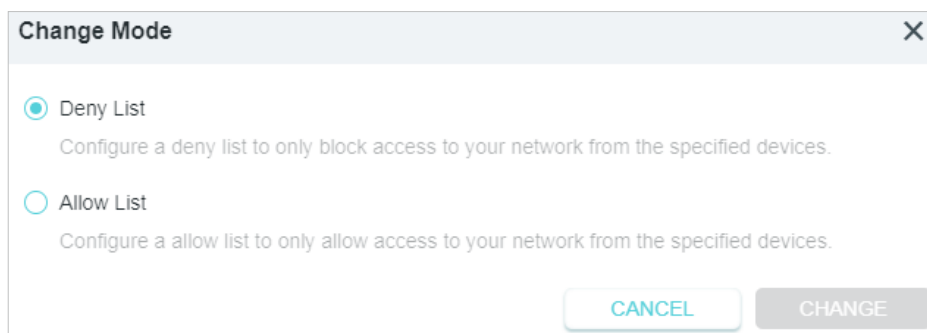 Change Mode
Deny List
Configure a deny list to only block access to your network from the specified devices.
Allow List
Configure a allow list to only allow access to your network from the specified devices.
CANCEL CHANGE